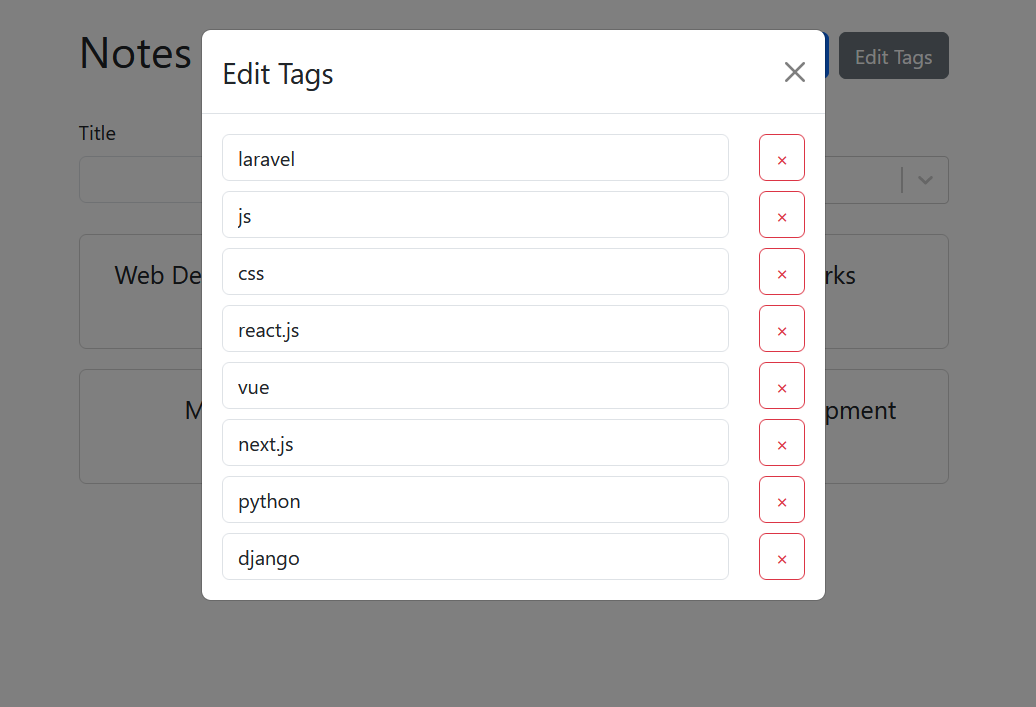 Notes
Edit Tags
Edit Tags
Title
laravel
×
js
×
css
×
react.js
×
vue
×
next.js
×
python
×
django
×
Web De
rks
M
pment